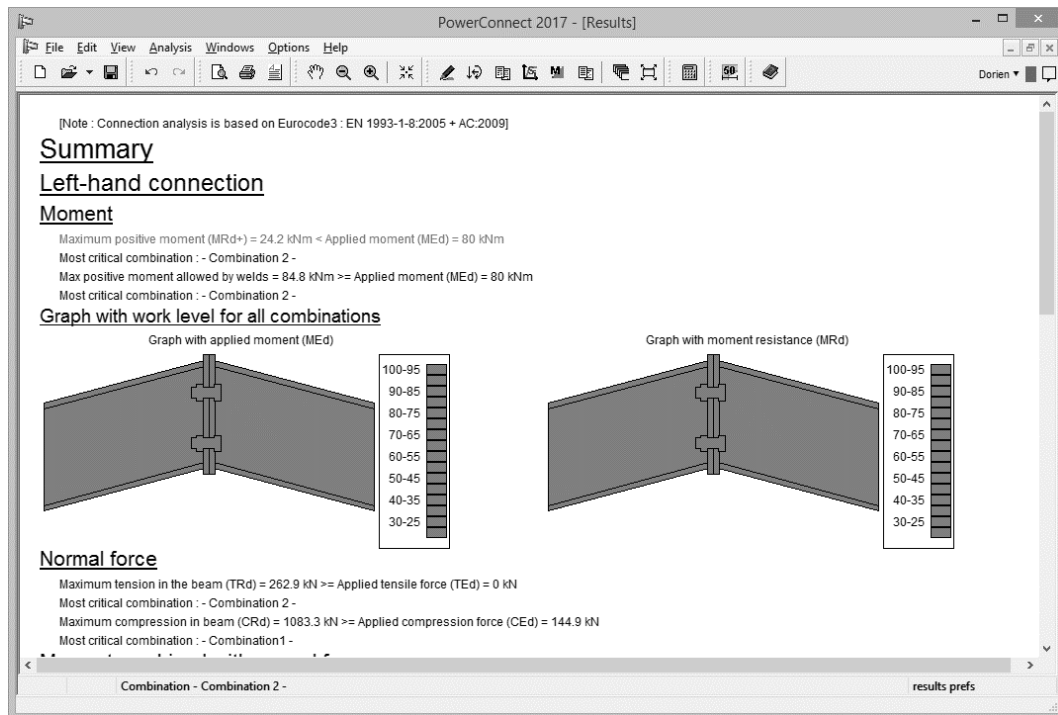 PowerConnect 2017 - [Results]
File Edit View Analysis Windows Options Help
50
Dorien
[Note : Connection analysis is based on Eurocode3 : EN 1993-1-8:2005 + AC:2009]
Summary
Left-hand connection
Moment
Maximum positive moment (MRd+) = 24.2 kNm < Applied moment (MEd) = 80 kNm
Most critical combination : - Combination 2 -
Max positive moment allowed by welds = 84.8 kNm >= Applied moment (MEd) = 80 kNm
Most critical combination : - Combination 2 -
Graph with work level for all combinations
Graph with applied moment (MEd)
100-95
90-85
80-75
70-65
60-55
50-45
40-35
30-25
Graph with moment resistance (MRd)
100-95
90-85
80-75
70-65
60-55
50-45
40-35
30-25
Normal force
Maximum tension in the beam (TRd) = 262.9 kN >= Applied tensile force (TEd) = 0 kN
Most critical combination : - Combination 2 -
Maximum compression in beam (CRd) = 1083.3 kN >= Applied compression force (CEd) = 144.9 kN
Most critical combination : - Combination1 -
Combination - Combination 2 -
results prefs